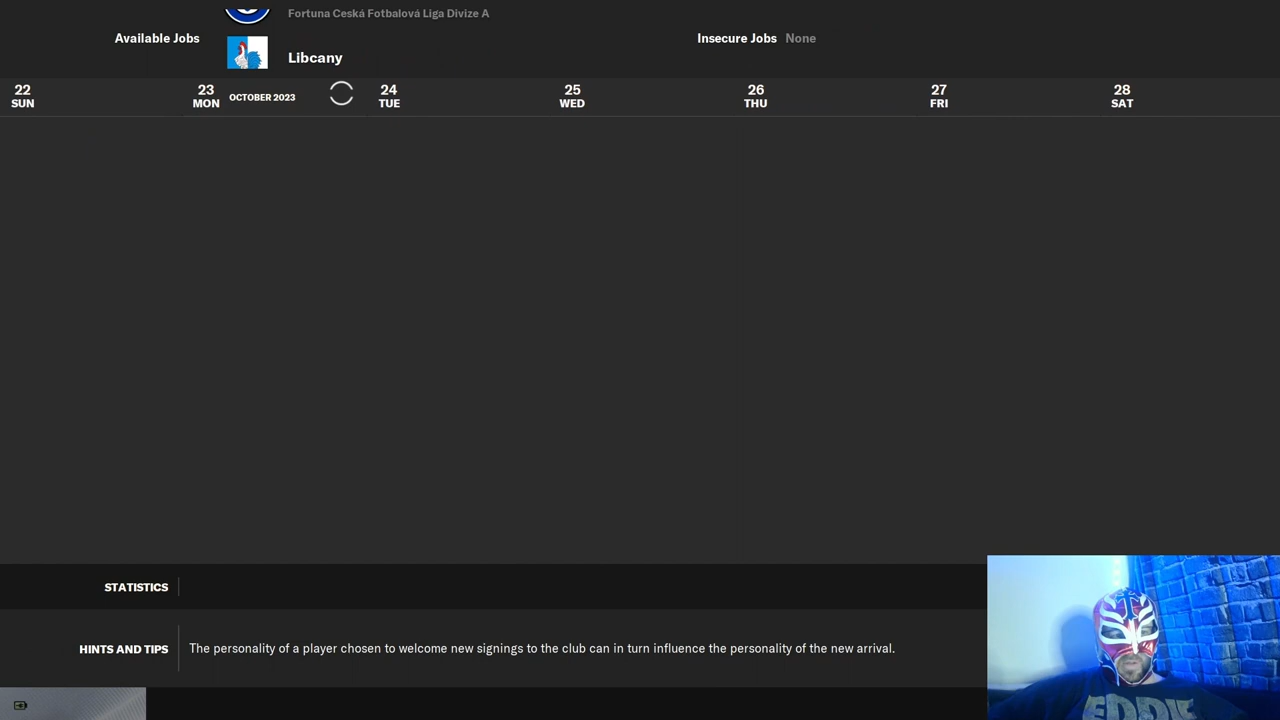 Fortuna Ceská Fotbalová Liga Divize A
Available Jobs
Libcany
Insecure Jobs None
22 SUN
23 MON OCTOBER 2023
24 TUE
25 WED
26 THU
27 FRI
28 SAT
STATISTICS
HINTS AND TIPS The personality of a player chosen to welcome new signings to the club can in turn influence the personality of the new arrival.
EDDIE